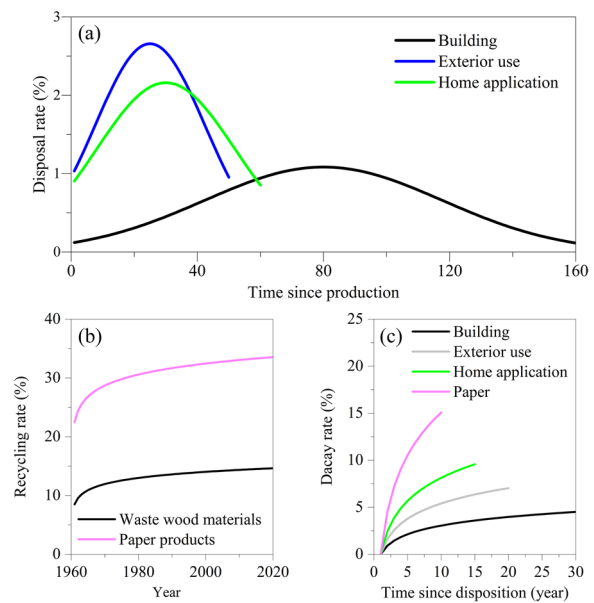 (a)
Building
Exterior use
Home application
Disposal rate (%)
3
2
1
0
0 40 80 120 160
Time since production
(b)
Recycling rate (%)
40
30
20
10
0
Waste wood materials
Paper products
1960 1980 2000 2020
Year
(c)
Building
Exterior use
Home application
Paper
Dacay rate (%)
25
20
15
10
5
0
0 5 10 15 20 25 30
Time since disposition (year)